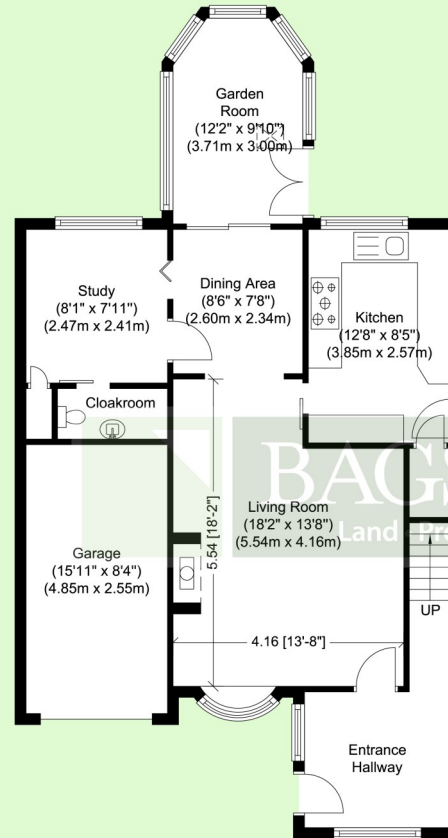 Garden
Room
(12'2" x 9'10")
(3.71m x 3.00m)
Study
(8'1" x 7'11")
(2.47m x 2.41m)
Dining Area
(8'6" x 7'8")
(2.60m x 2.34m)
Kitchen
(12'8" x 8'5")
(3.85m x 2.57m)
Cloakroom
BAGS
Land
Living Room
(18'2" x 13'8")
(5.54m x 4.16m)
5.54 [18'-2"]
Garage
(15'11" x 8'4")
(4.85m x 2.55m)
UP
4.16 [13'-8"]
Entrance
Hallway